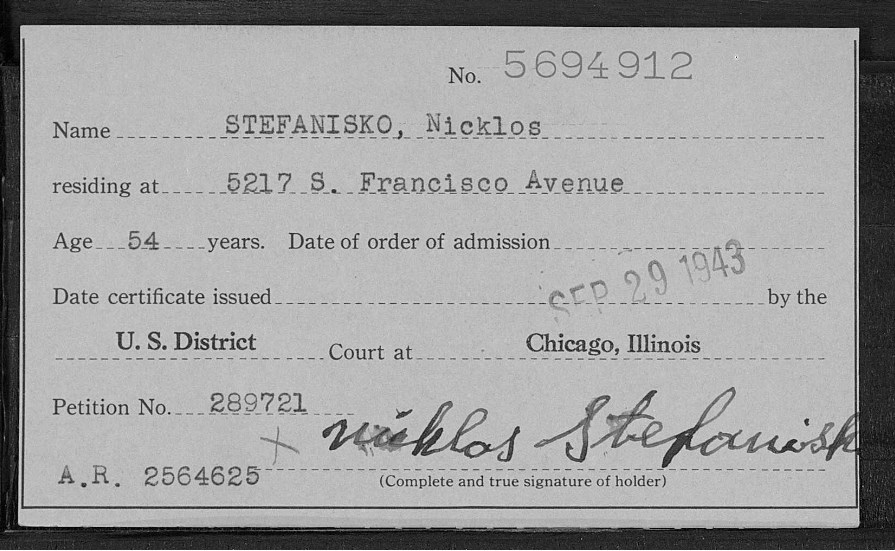 No. 5694912
Name STEFANISKO, Nicklos
residing at 5217 S. Francisco Avenue
Age 54 years. Date of order of admission
SEP 29 1943
Date certificate issued by the
U. S. District Court at Chicago, Illinois
Petition No. 289721
Nicklos Stefanisk
A.R. 2564625
(Complete and true signature of holder)